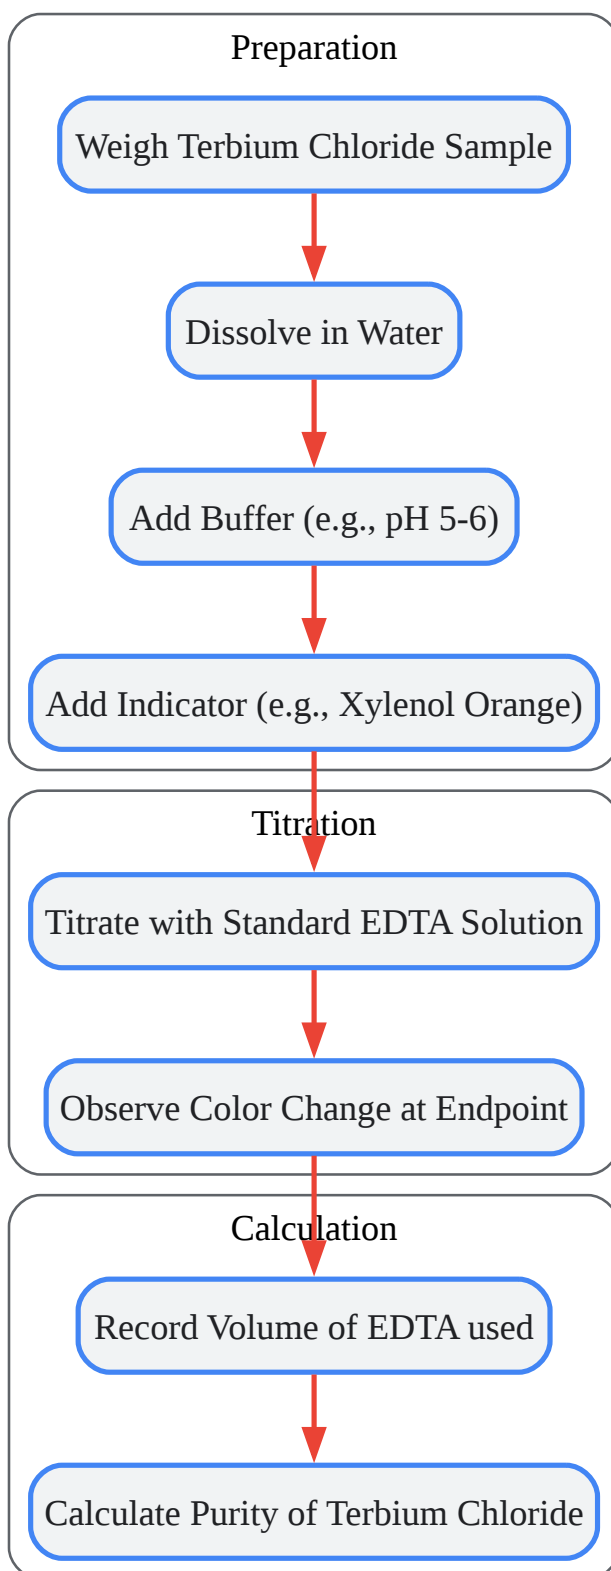 Preparation
Weigh Terbium Chloride Sample
Dissolve in Water
Add Buffer (e.g., pH 5-6)
Add Indicator (e.g., Xylenol Orange)
Titration
Titrate with Standard EDTA Solution
Observe Color Change at Endpoint
Calculation
Record Volume of EDTA used
Calculate Purity of Terbium Chloride